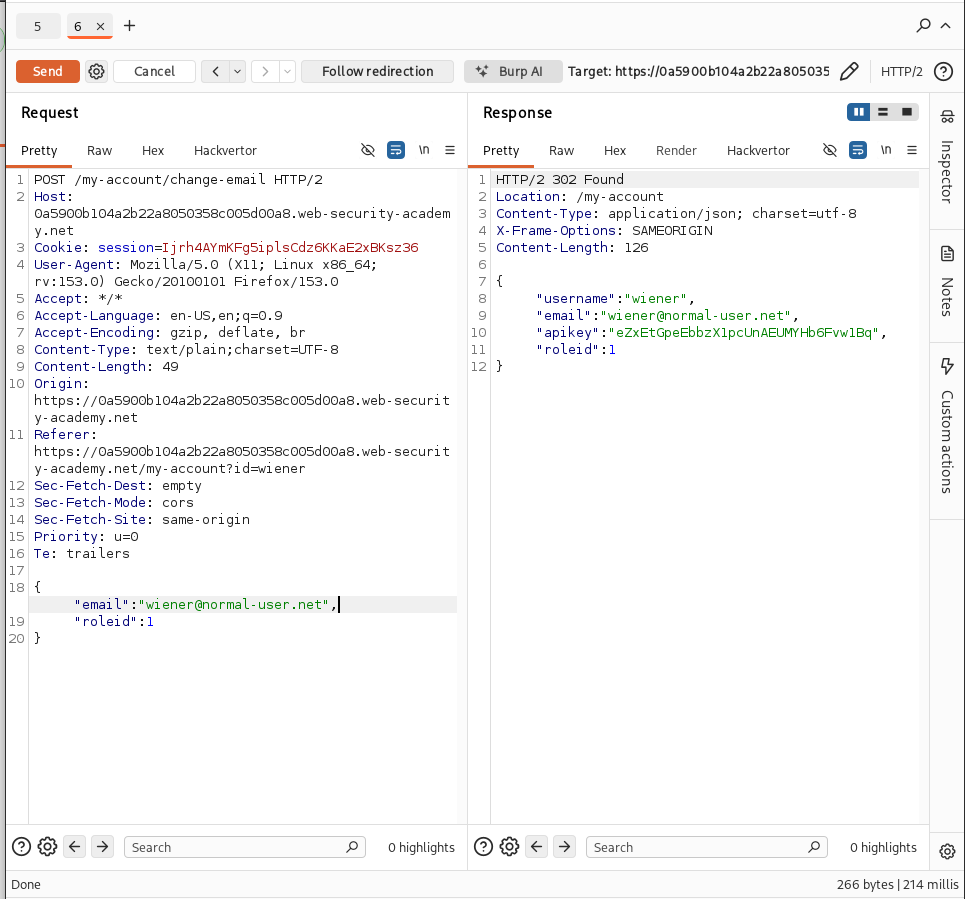 5
6 × +
Send Cancel < > Follow redirection Burp AI Target: https://0a5900b104a2b22a805035 HTTP/2 ?
Request
Pretty Raw Hex Hackvertor \n
1 POST /my-account/change-email HTTP/2
2 Host:
0a5900b104a2b22a8050358c005d00a8.web-security-academ
y.net
3 Cookie: session=Ijrh4AYmKFg5iplsCdz6KKaE2xBKsz36
4 User-Agent: Mozilla/5.0 (X11; Linux x86_64;
rv:153.0) Gecko/20100101 Firefox/153.0
5 Accept: */*
6 Accept-Language: en-US,en;q=0.9
7 Accept-Encoding: gzip, deflate, br
8 Content-Type: text/plain;charset=UTF-8
9 Content-Length: 49
10 Origin:
https://0a5900b104a2b22a8050358c005d00a8.web-securit
y-academy.net
11 Referer:
https://0a5900b104a2b22a8050358c005d00a8.web-securit
y-academy.net/my-account?id=wiener
12 Sec-Fetch-Dest: empty
13 Sec-Fetch-Mode: cors
14 Sec-Fetch-Site: same-origin
15 Priority: u=0
16 Te: trailers
17
18 {
"email":"wiener@normal-user.net",
19 "roleid":1
20 }
? Search 0 highlights
Response
Pretty Raw Hex Render Hackvertor \n
1 HTTP/2 302 Found
2 Location: /my-account
3 Content-Type: application/json; charset=utf-8
4 X-Frame-Options: SAMEORIGIN
5 Content-Length: 126
6
7 {
8 "username":"wiener",
9 "email":"wiener@normal-user.net",
10 "apikey":"eZxEtGpeEbbzX1pcUnAEUMYHb6Fvw1Bq",
11 "roleid":1
12 }
? Search 0 highlights
Inspector
Notes
Custom actions
Done
266 bytes | 214 millis